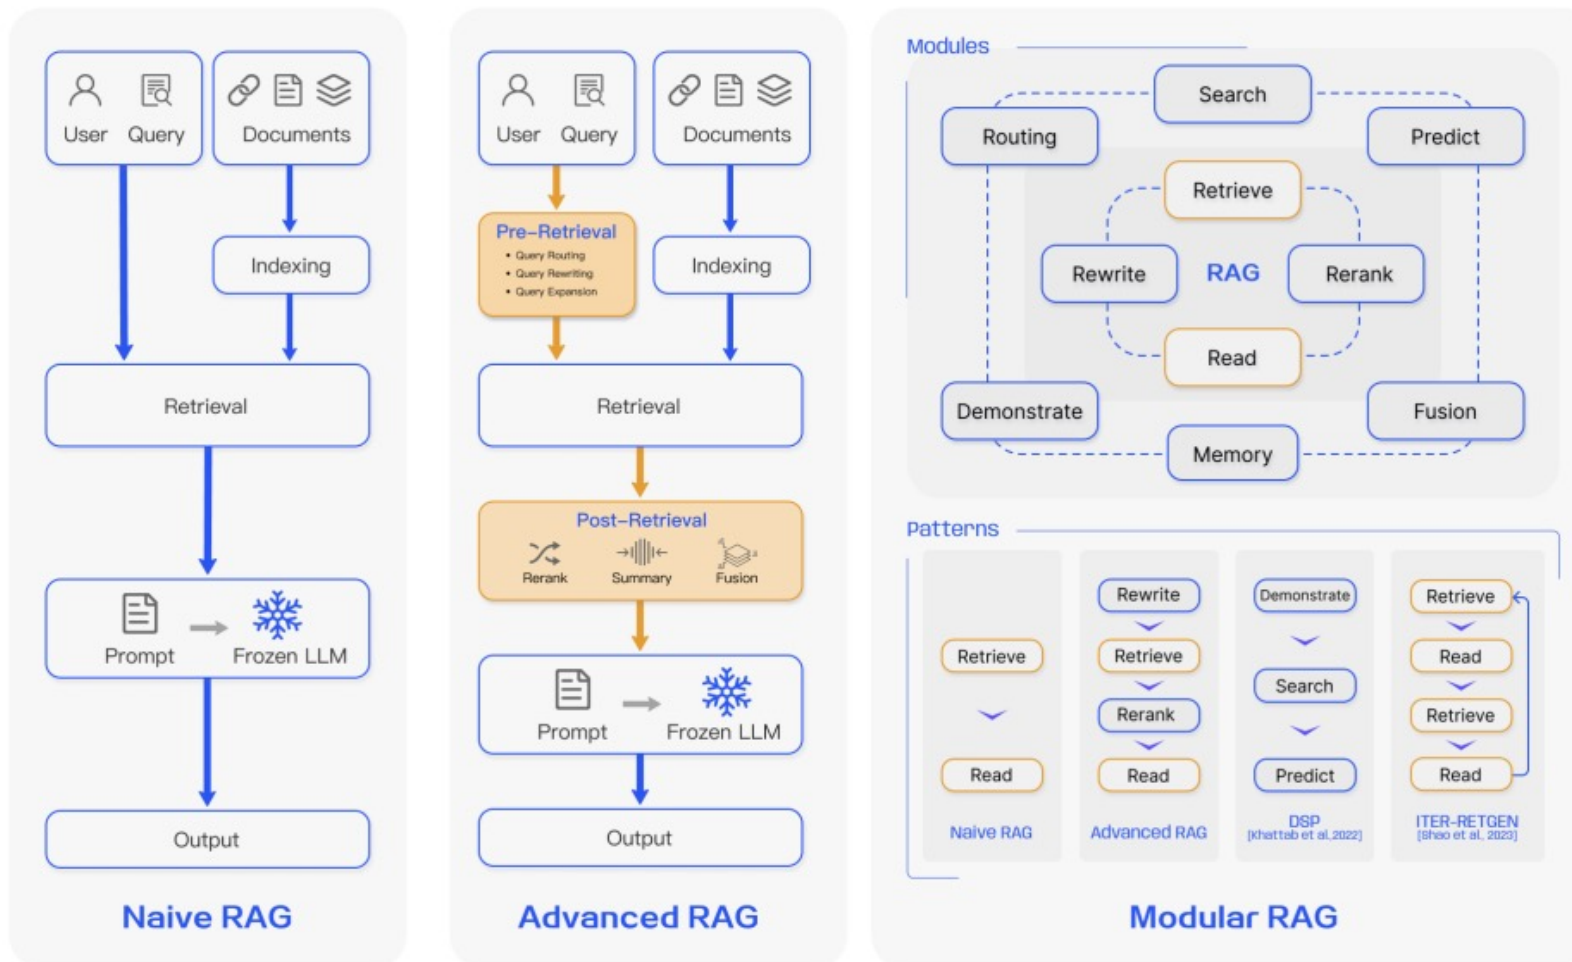 User Query
Documents
Indexing
Retrieval
Prompt
Frozen LLM
Output
Naive RAG
User Query
Documents
Pre-Retrieval
• Query Routing
• Query Rewriting
• Query Expansion
Indexing
Retrieval
Post-Retrieval
Rerank
Summary
Fusion
Prompt
Frozen LLM
Output
Advanced RAG
Modules
Search
Routing
Predict
Retrieve
Rewrite
RAG
Rerank
Read
Demonstrate
Fusion
Memory
Patterns
Retrieve
Read
Naive RAG
Rewrite
Retrieve
Rerank
Read
Advanced RAG
Demonstrate
Search
Predict
DSP
[Khattab et al.,2022]
Retrieve
Read
Retrieve
Read
ITER-RETGEN
[Shao et al., 2023]
Modular RAG